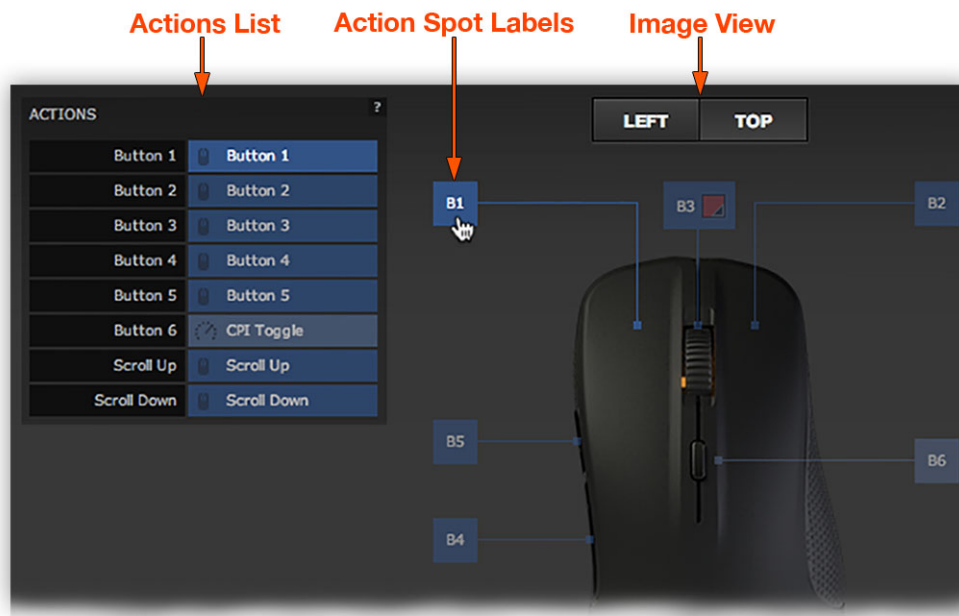 Actions List Action Spot Labels Image View
ACTIONS ?
LEFT TOP
Button 1 Button 1
Button 2 Button 2
Button 3 Button 3
Button 4 Button 4
Button 5 Button 5
Button 6 CPI Toggle
Scroll Up Scroll Up
Scroll Down Scroll Down
B1 B3 B2
B5 B6
B4